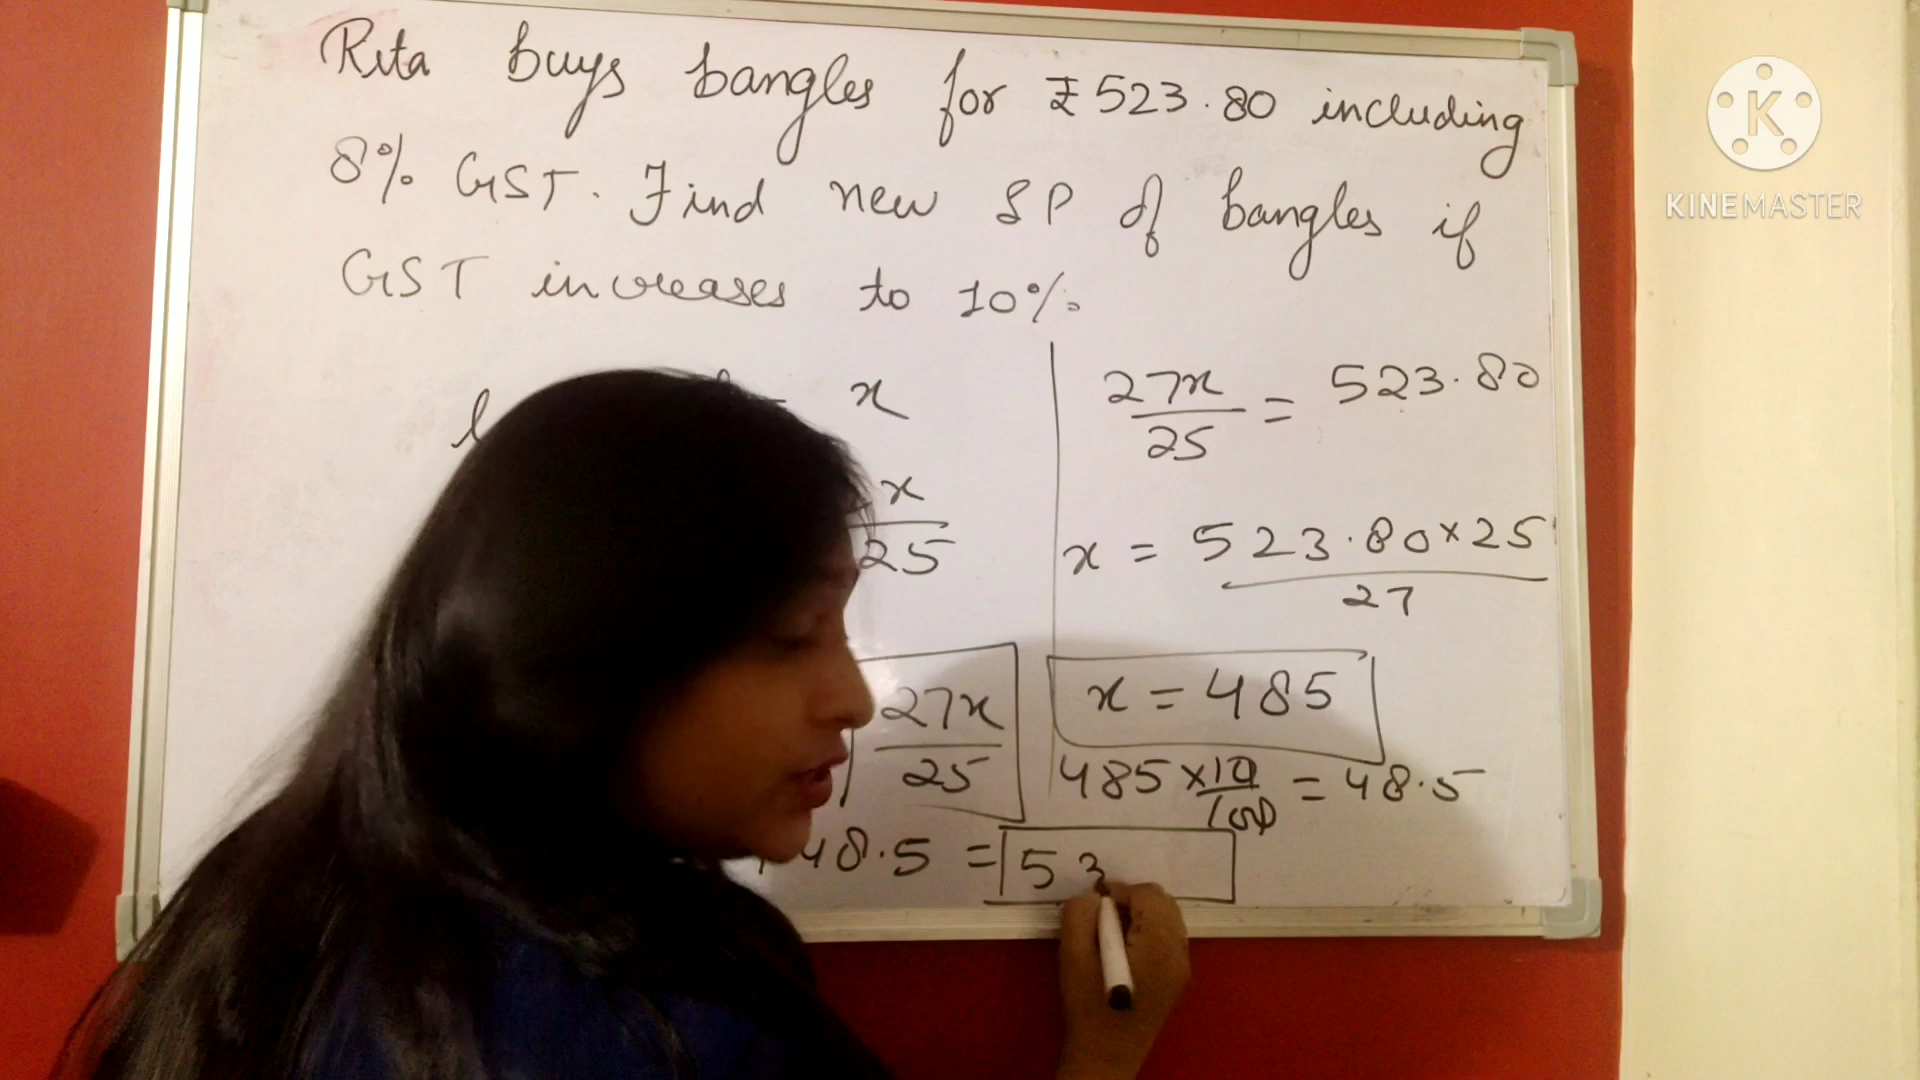 Rita buys bangles for ₹523.80 including
8% GST. Find new SP of bangles if
GST increases to 10%.
x
x
25
27x
25
27x/25 = 523.80
x = 523.80×25/27
x = 485
485×10/100 = 48.5
48.5 = 53
K
KINEMASTER